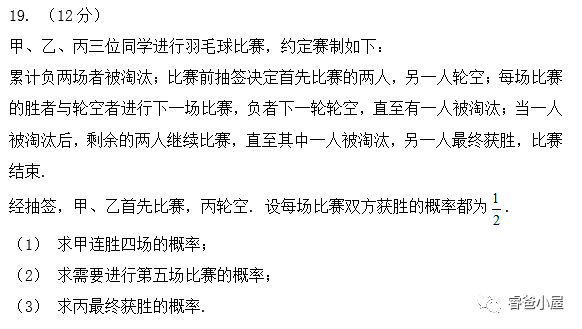 19. （12分）
甲、乙、丙三位同学进行羽毛球比赛，约定赛制如下：
累计负两场者被淘汰；比赛前抽签决定首先比赛的两人，另一人轮空；每场比赛
的胜者与轮空者进行下一场比赛，负者下一轮轮空，直至有一人被淘汰；当一人
被淘汰后，剩余的两人继续比赛，直至其中一人被淘汰，另一人最终获胜，比赛
结束.
经抽签，甲、乙首先比赛，丙轮空．设每场比赛双方获胜的概率都为1/2.
（1） 求甲连胜四场的概率；
（2） 求需要进行第五场比赛的概率；
（3） 求丙最终获胜的概率.
睿爸小屋